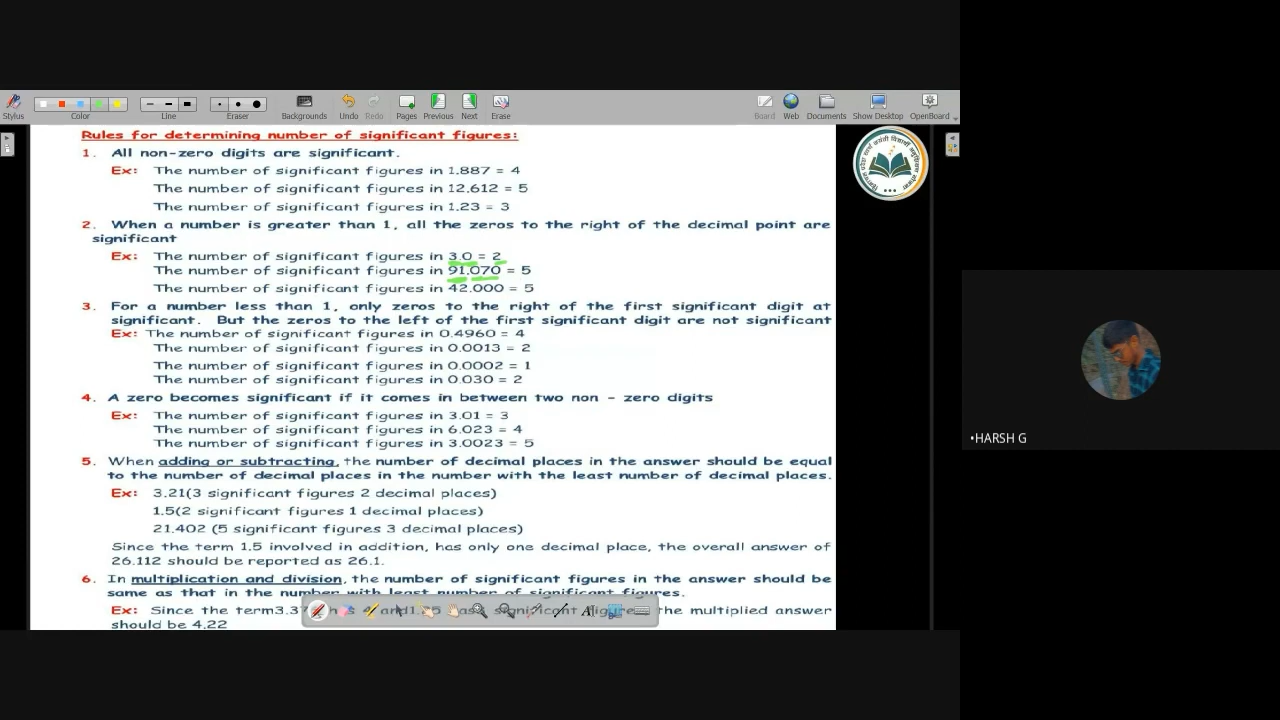 Stylus
Color
Line
Eraser
Backgrounds
Undo
Redo
Pages
Previous
Next
Erase
Board
Web
Documents
Show Desktop
OpenBoard
Rules for determining number of significant figures:
1. All non-zero digits are significant.
Ex: The number of significant figures in 1.887 = 4
The number of significant figures in 12.612 = 5
The number of significant figures in 1.23 = 3
2. When a number is greater than 1, all the zeros to the right of the decimal point are
significant
Ex: The number of significant figures in 3.0 = 2
The number of significant figures in 91.070 = 5
The number of significant figures in 42.000 = 5
3. For a number less than 1, only zeros to the right of the first significant digit at
significant. But the zeros to the left of the first significant digit are not significant
Ex: The number of significant figures in 0.4960 = 4
The number of significant figures in 0.0013 = 2
The number of significant figures in 0.0002 = 1
The number of significant figures in 0.030 = 2
4. A zero becomes significant if it comes in between two non - zero digits
Ex: The number of significant figures in 3.01 = 3
The number of significant figures in 6.023 = 4
The number of significant figures in 3.0023 = 5
5. When adding or subtracting, the number of decimal places in the answer should be equal
to the number of decimal places in the number with the least number of decimal places.
Ex: 3.21(3 significant figures 2 decimal places)
1.5(2 significant figures 1 decimal places)
21.402 (5 significant figures 3 decimal places)
Since the term 1.5 involved in addition, has only one decimal place, the overall answer of
26.112 should be reported as 26.1.
6. In multiplication and division, the number of significant figures in the answer should be
same as that in the number with least number of significant figures.
Ex: Since the significant the multiplied answer
should be 4.22
•HARSH G